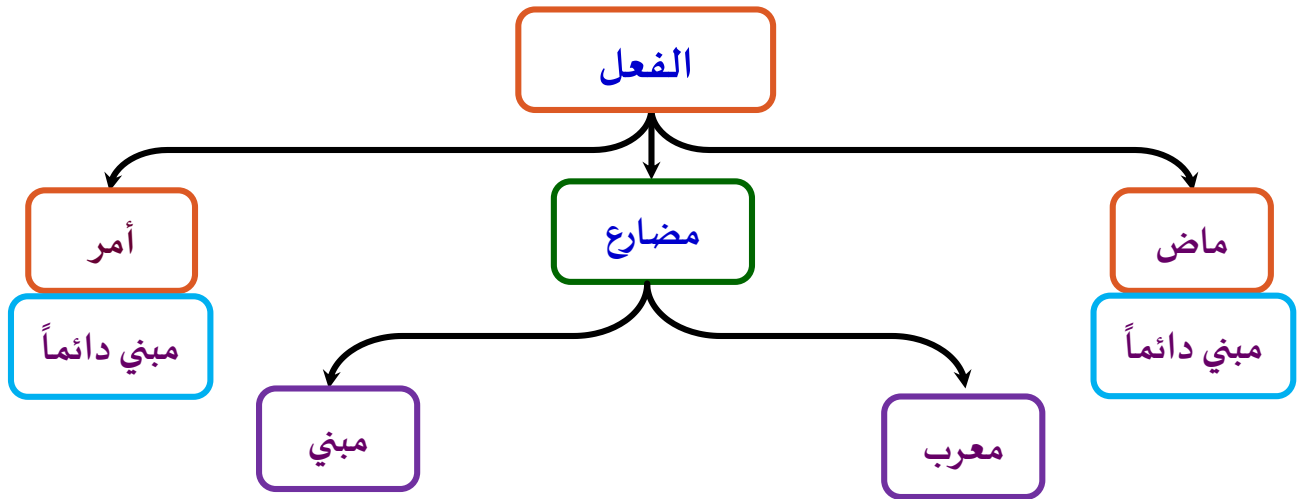 الفعل
ماض
مضارع
أمر
مبني دائماً
مبني دائماً
معرب
مبني